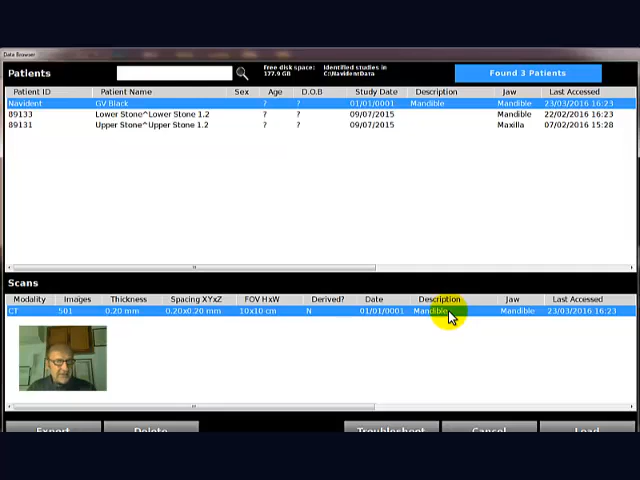 Data Browser
Patients
free disk space: 177.9 GB
Identified studies in C:\NavidentData
Found 3 Patients
Patient ID Patient Name Sex Age D.O.B Study Date Description Jaw Last Accessed
Navident GV Black ? ? 01/01/0001 Mandible Mandible 23/03/2016 16:23
89133 Lower Stone^Lower Stone 1.2 ? ? 09/07/2015 Mandible 22/02/2016 16:23
89131 Upper Stone^Upper Stone 1.2 ? ? 09/07/2015 Maxilla 07/02/2016 15:28
Scans
Modality Images Thickness Spacing XYxZ FOV HxW Derived? Date Description Jaw Last Accessed
CT 501 0.20 mm 0.20x0.20 mm 10x10 cm N 01/01/0001 Mandible Mandible 23/03/2016 16:23
Export Delete Troubleshoot Cancel Load